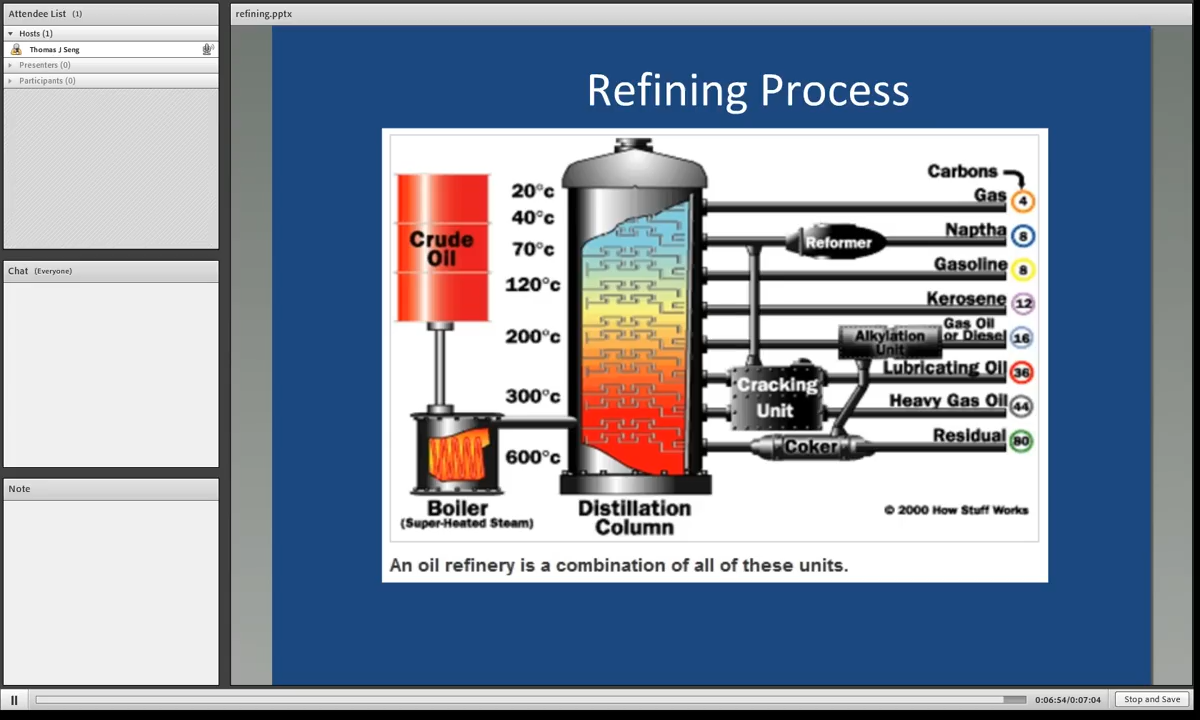 Attendee List (1)
Hosts (1)
Thomas J Seng
Presenters (0)
Participants (0)
Chat (Everyone)
Note
refining.pptx
Refining Process
Crude
Oil
Boiler
(Super-Heated Steam)
20°c
40°c
70°c
120°c
200°c
300°c
600°c
Distillation
Column
Carbons
Gas 4
Reformer
Naptha 8
Gasoline 8
Kerosene 12
Alkylation
Unit
Gas Oil
or Diesel 16
Cracking
Unit
Lubricating Oil 36
Heavy Gas Oil 44
Coker
Residual 80
© 2000 How Stuff Works
An oil refinery is a combination of all of these units.
0:06:54/0:07:04
Stop and Save